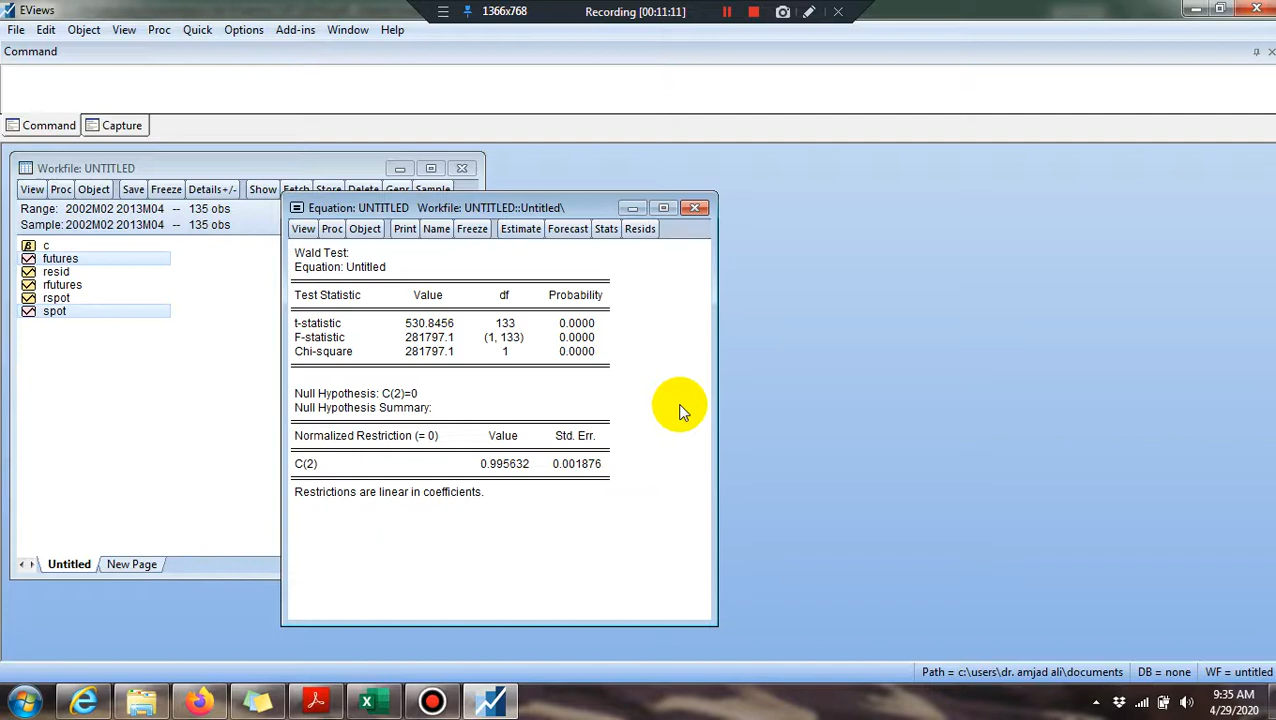 EViews
1366x768
Recording [00:11:11]
File Edit Object View Proc Quick Options Add-ins Window Help
Command
Command Capture
Workfile: UNTITLED
View Proc Object Save Freeze Details+/- Show Fetch Store Delete Genr Sample
Range: 2002M02 2013M04 -- 135 obs
Sample: 2002M02 2013M04 -- 135 obs
c
futures
resid
rfutures
rspot
spot
Untitled New Page
Equation: UNTITLED Workfile: UNTITLED::Untitled\
View Proc Object Print Name Freeze Estimate Forecast Stats Resids
Wald Test:
Equation: Untitled
Test Statistic Value df Probability
t-statistic 530.8456 133 0.0000
F-statistic 281797.1 (1, 133) 0.0000
Chi-square 281797.1 1 0.0000
Null Hypothesis: C(2)=0
Null Hypothesis Summary:
Normalized Restriction (= 0) Value Std. Err.
C(2) 0.995632 0.001876
Restrictions are linear in coefficients.
Path = c:\users\dr. amjad ali\documents DB = none WF = untitled
9:35 AM
4/29/2020